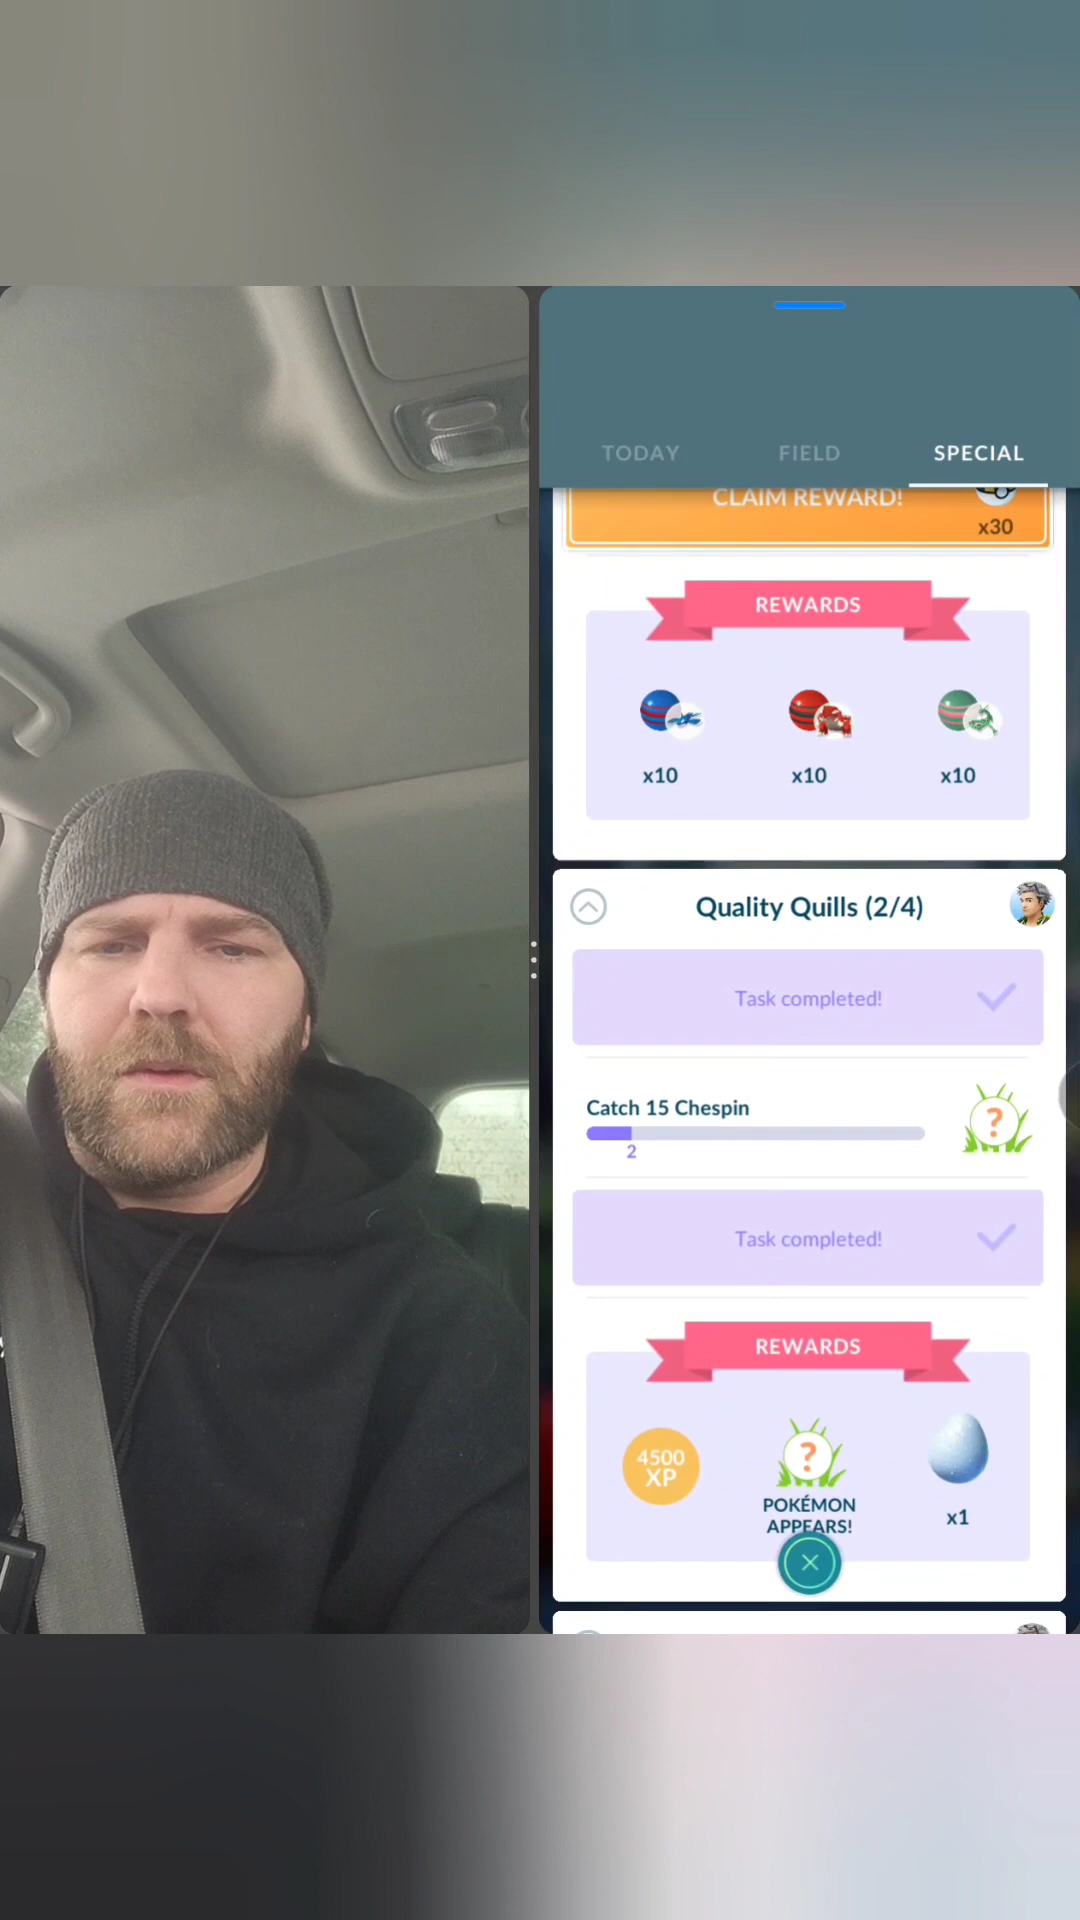 TODAY FIELD SPECIAL
CLAIM REWARD!
x30
REWARDS
x10 x10 x10
Quality Quills (2/4)
Task completed!
Catch 15 Chespin
2
?
Task completed!
REWARDS
4500
XP
?
POKÉMON
APPEARS!
x1